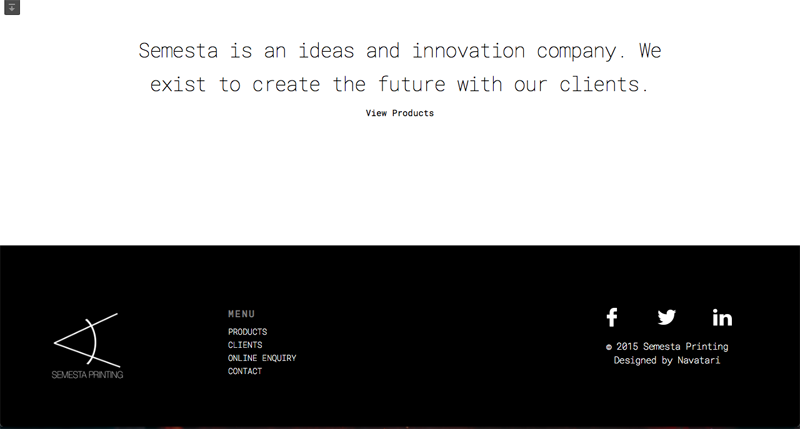 Semesta is an ideas and innovation company. We
exist to create the future with our clients.
View Products
SEMESTA PRINTING
MENU
PRODUCTS
CLIENTS
ONLINE ENQUIRY
CONTACT
© 2015 Semesta Printing
Designed by Navatari